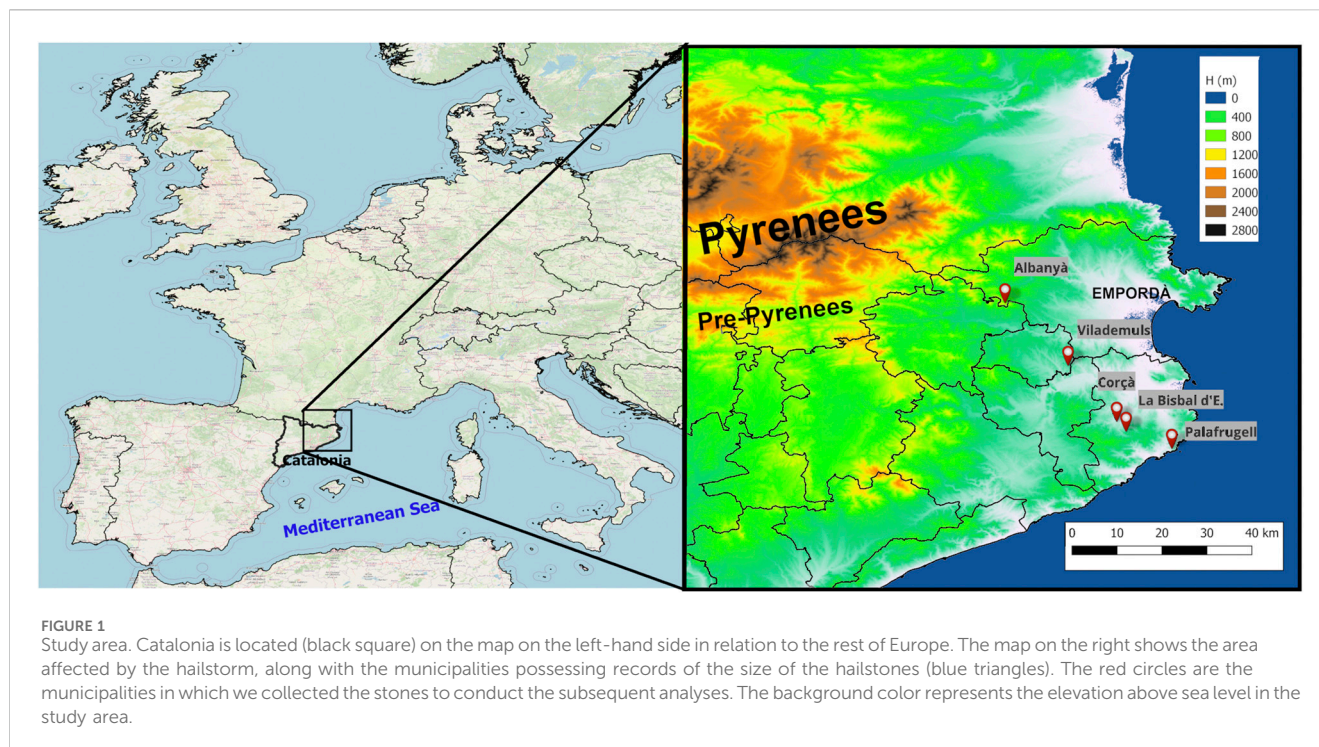 Catalonia
Mediterranean Sea
Pyrenees
Pre-Pyrenees
Albanyà
EMPORDÀ
Vilademuls
Corçà
La Bisbal d'E.
Palafrugell
H (m)
0
400
800
1200
1600
2000
2400
2800
0 10 20 30 40 km
FIGURE 1
Study area. Catalonia is located (black square) on the map on the left-hand side in relation to the rest of Europe. The map on the right shows the area
affected by the hailstorm, along with the municipalities possessing records of the size of the hailstones (blue triangles). The red circles are the
municipalities in which we collected the stones to conduct the subsequent analyses. The background color represents the elevation above sea level in the
study area.